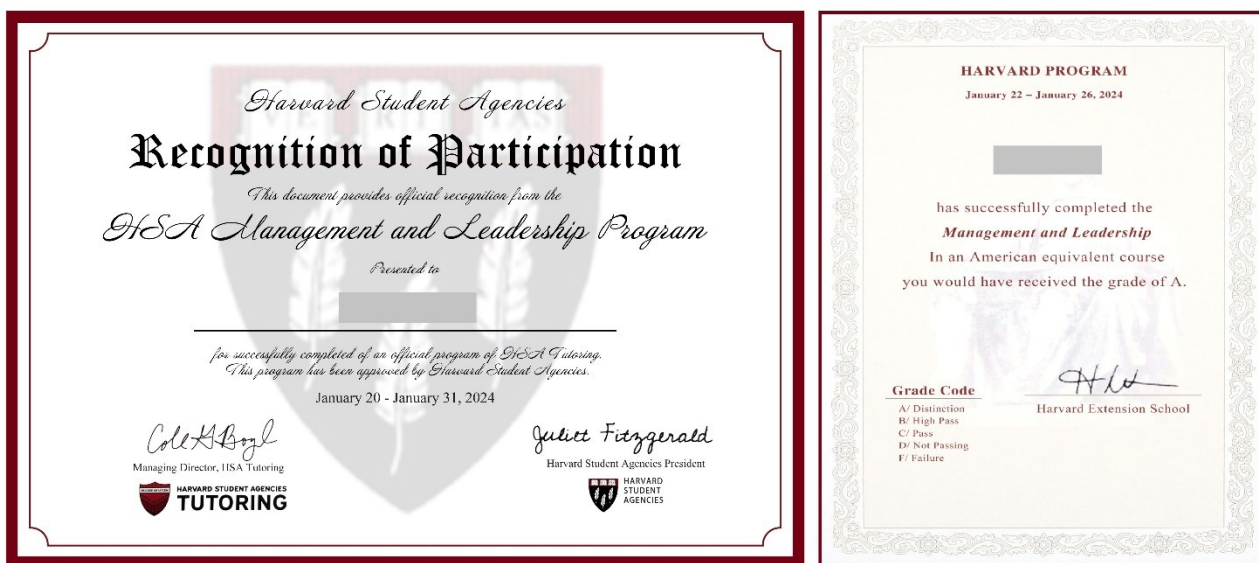 VE RI TAS
Harvard Student Agencies
Recognition of Participation
This document provides official recognition from the
HSA Management and Leadership Program
Presented to
for successfully completed of an official program of HSA Tutoring.
This program has been approved by Harvard Student Agencies.
January 20 - January 31, 2024
Managing Director, HSA Tutoring
HARVARD STUDENT AGENCIES
TUTORING
Juliet Fitzgerald
Harvard Student Agencies President
HARVARD
STUDENT
AGENCIES
HARVARD PROGRAM
January 22 – January 26, 2024
has successfully completed the
Management and Leadership
In an American equivalent course
you would have received the grade of A.
Grade Code
A/ Distinction
B/ High Pass
C/ Pass
D/ Not Passing
F/ Failure
Harvard Extension School